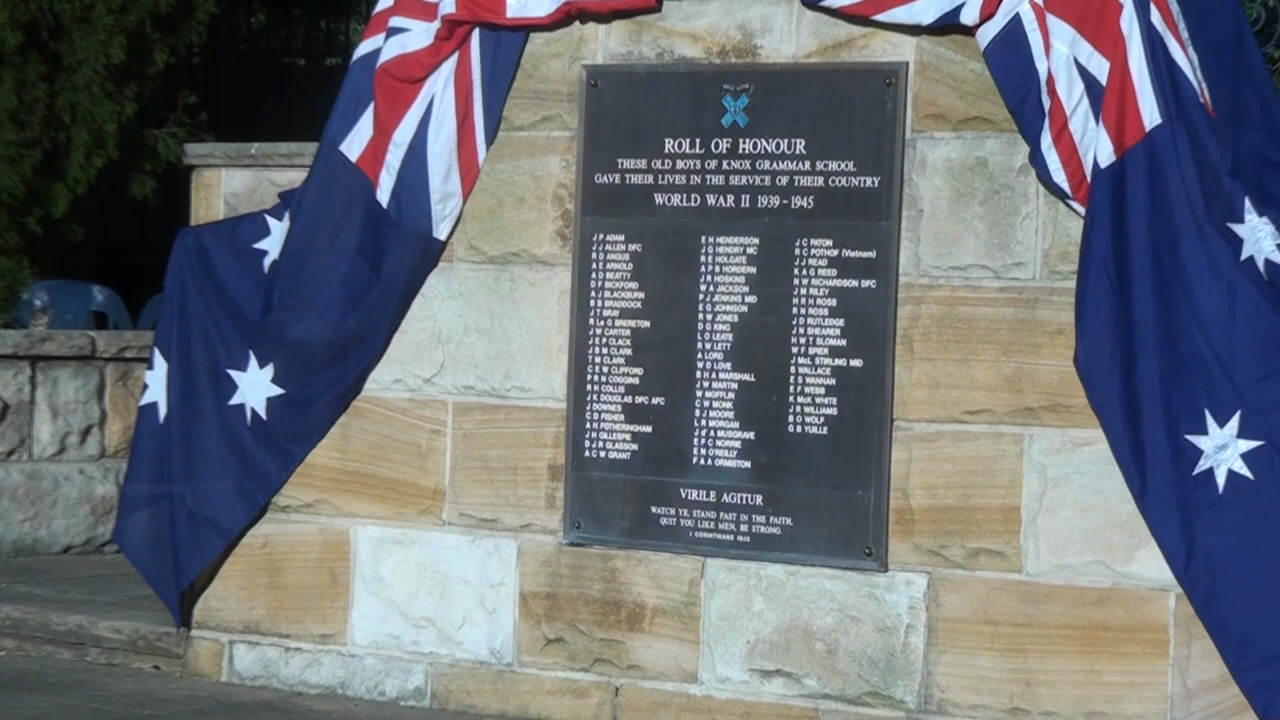 ROLL OF HONOUR
THESE OLD BOYS OF KNOX GRAMMAR SCHOOL
GAVE THEIR LIVES IN THE SERVICE OF THEIR COUNTRY
WORLD WAR II 1939-1945
J P ADAM
J J ALLEN DFC
R D ANGUS
A E ARNOLD
A D BEATTY
D F BICKFORD
A J BLACKBURN
B B BRADDOCK
J T BRAY
R Le G BRERETON
J W CARTER
J E P CLACK
J B M CLARK
T M CLARK
C E W CLIFFORD
P R N COGGINS
R H COLLIS
J K DOUGLAS DFC AFC
J DOWNES
C D FISHER
A H FOTHERINGHAM
J H GILLESPIE
D J R GLASSON
A C W GRANT
E H HENDERSON
J G HENDRY MC
R E HOLGATE
A P B HORDERN
J R HOSKINS
W A JACKSON
P J JENKINS MID
E G JOHNSON
R W JONES
D G KING
L O LEATE
R W LETT
A LORD
W D LOVE
B H A MARSHALL
J W MARTIN
W MOFFLIN
C W MONK
S J MOORE
L R MORGAN
J d' A MUSGRAVE
E F C NORRIE
E N O'REILLY
F A A ORMISTON
J C PATON
R C POTHOF (Vietnam)
J J READ
K A G REED
N W RICHARDSON DFC
J M RILEY
H R H ROSS
R N ROSS
J D RUTLEDGE
J N SHEARER
H W T SLOMAN
W F SPIER
J McL STIRLING MID
B WALLACE
E S WANNAN
E F WEBB
K McK WHITE
J R WILLIAMS
B O WOLF
G B YUILLE
VIRILE AGITUR
WATCH YE, STAND FAST IN THE FAITH,
QUIT YOU LIKE MEN, BE STRONG.
1 CORINTHIANS 16:13